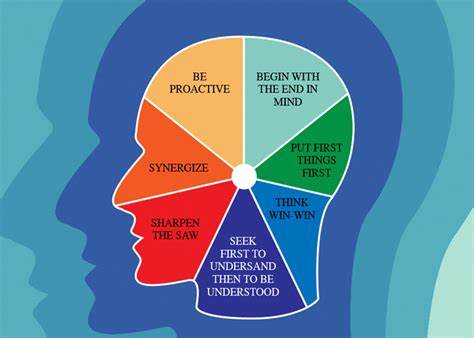 BE
PROACTIVE
BEGIN WITH
THE END IN
MIND
PUT FIRST
THINGS
FIRST
THINK
WIN-WIN
SEEK
FIRST TO
UNDERSAND
THEN TO BE
UNDERSTOOD
SHARPEN
THE SAW
SYNERGIZE